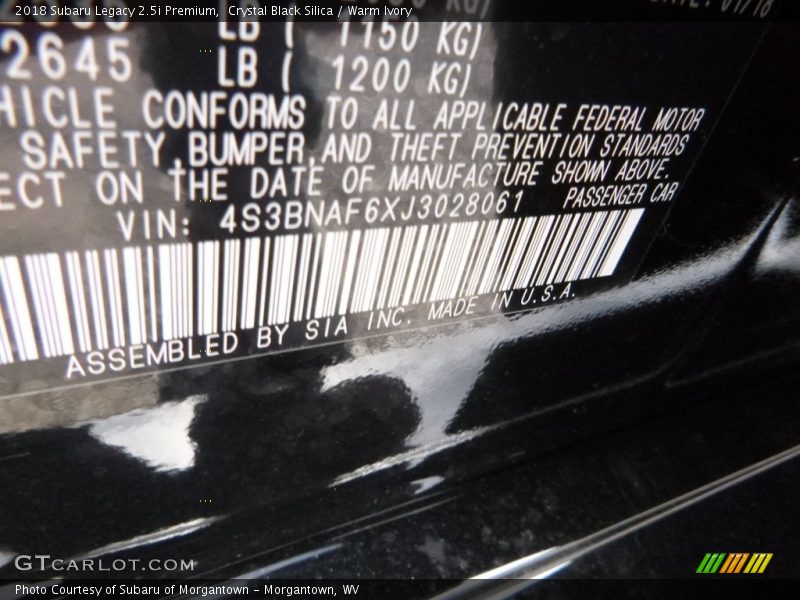 2018 Subaru Legacy 2.5i Premium, Crystal Black Silica / Warm Ivory
LB ( 1150 KG)
2645 LB ( 1200 KG)
HICLE CONFORMS TO ALL APPLICABLE FEDERAL MOTOR
SAFETY,BUMPER,AND THEFT PREVENTION STANDARDS
ECT ON THE DATE OF MANUFACTURE SHOWN ABOVE.
VIN: 4S3BNAF6XJ3028061 PASSENGER CAR
ASSEMBLED BY SIA INC. MADE IN U.S.A.
GTCARLOT.COM
Photo Courtesy of Subaru of Morgantown - Morgantown, WV